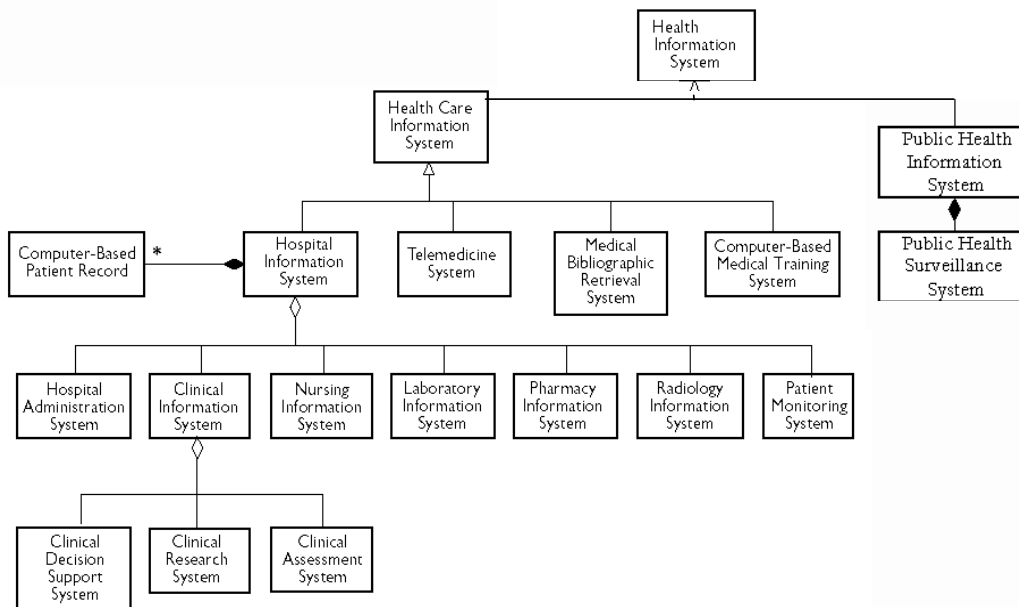 Health
Information
System
Health Care
Information
System
Public Health
Information
System
Computer-Based
Patient Record
*
Hospital
Information
System
Telemedicine
System
Medical
Bibliographic
Retrieval
System
Computer-Based
Medical Training
System
Public Health
Surveillance
System
Hospital
Administration
System
Clinical
Information
System
Nursing
Information
System
Laboratory
Information
System
Pharmacy
Information
System
Radiology
Information
System
Patient
Monitoring
System
Clinical
Decision
Support
System
Clinical
Research
System
Clinical
Assessment
System